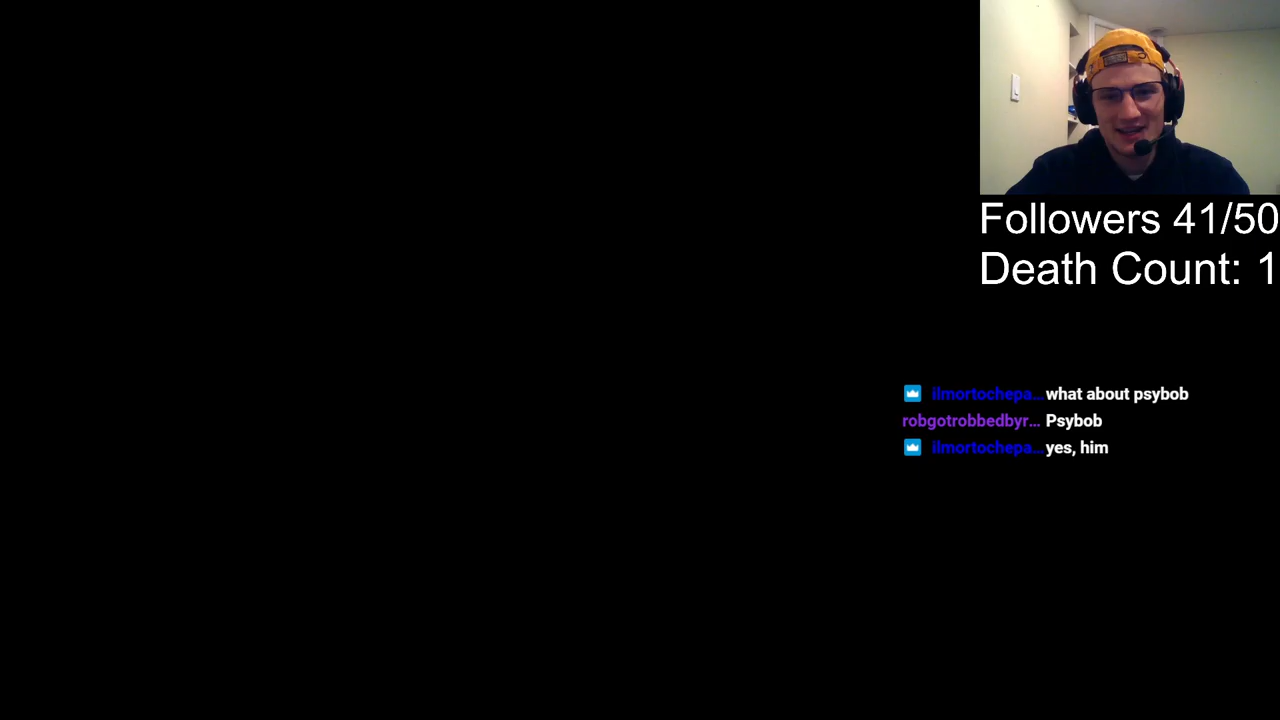 Followers 41/50
Death Count: 1
ilmortochepa... what about psybob
robgotrobbedbyr... Psybob
ilmortochepa... yes, him